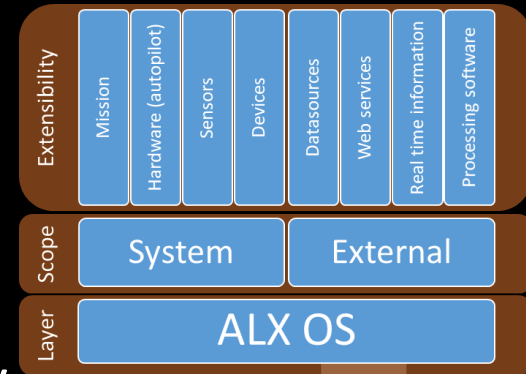 Extensibility
Mission
Hardware (autopilot)
Sensors
Devices
Datasources
Web services
Real time information
Processing software
Scope
System
External
Layer
ALX OS